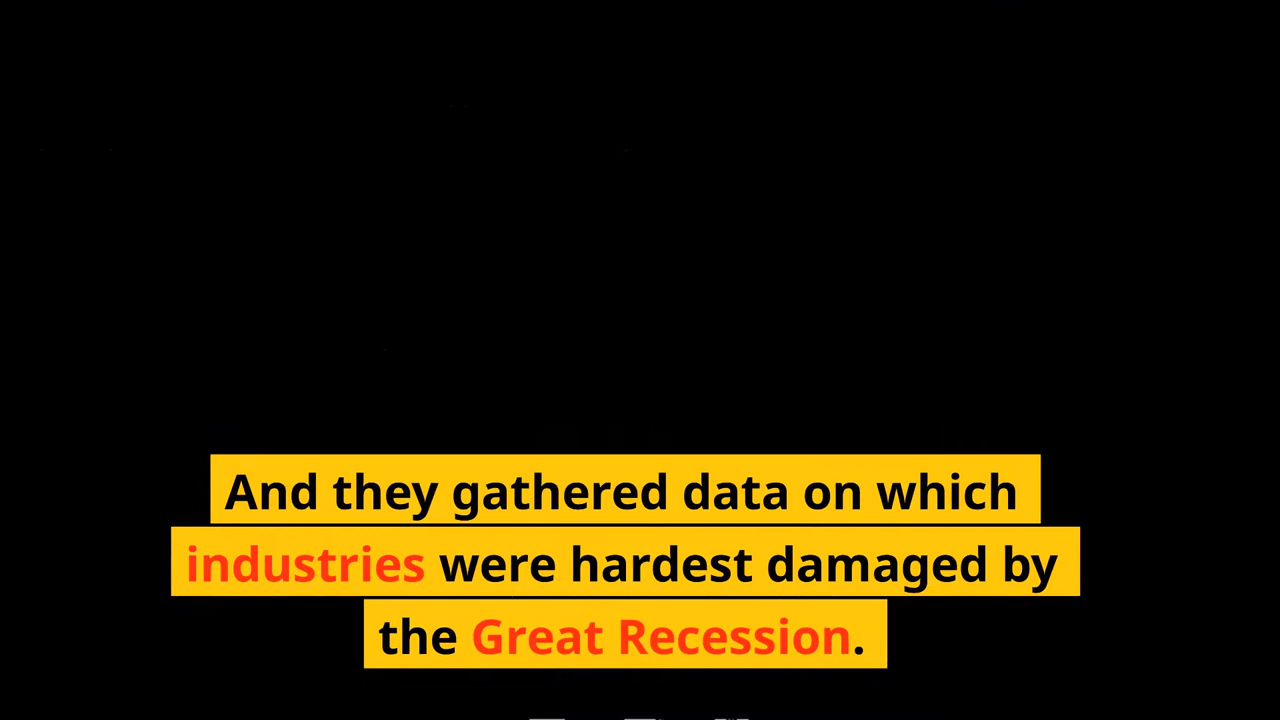 And they gathered data on which
industries were hardest damaged by
the Great Recession.